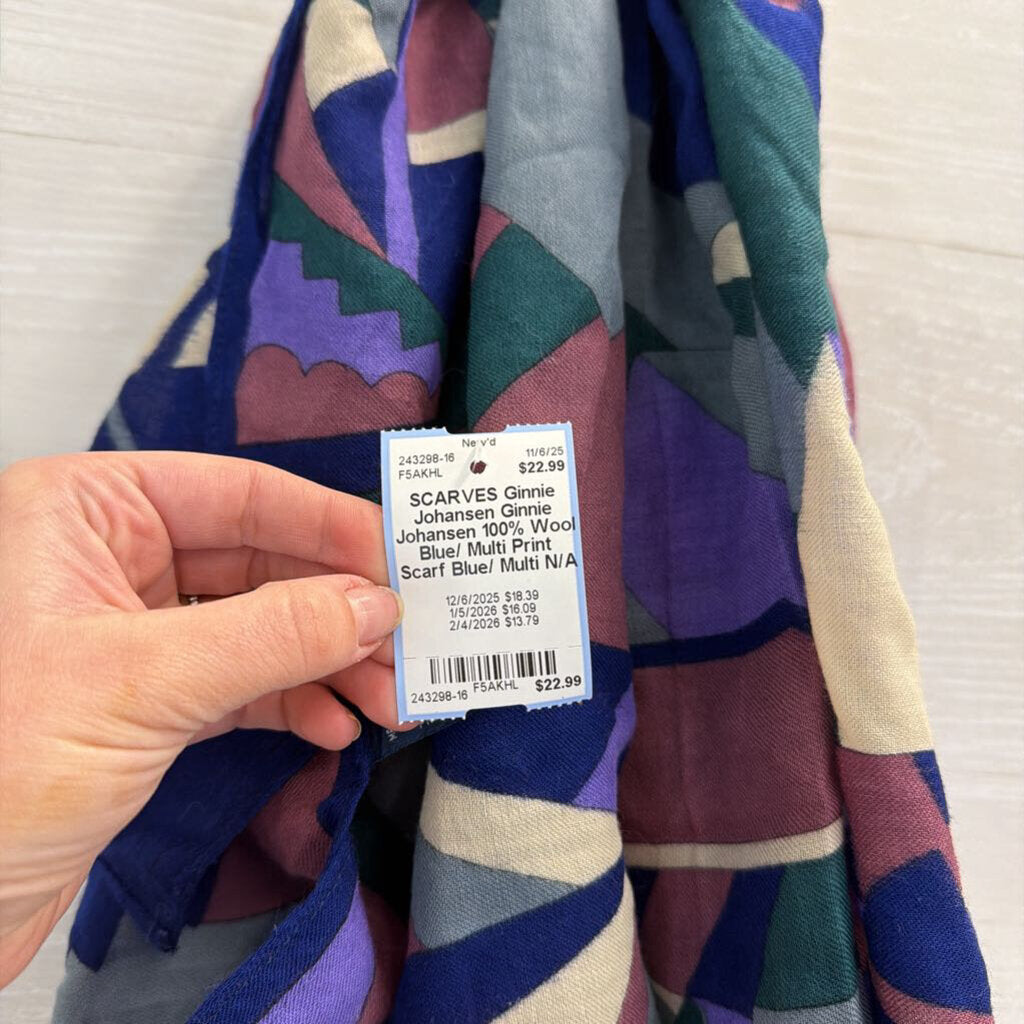 New'd
243298-16 11/6/25
F5AKHL $22.99
SCARVES Ginnie
Johansen Ginnie
Johansen 100% Wool
Blue/ Multi Print
Scarf Blue/ Multi N/A
12/6/2025 $18.39
1/5/2026 $16.09
2/4/2026 $13.79
243298-16 F5AKHL $22.99